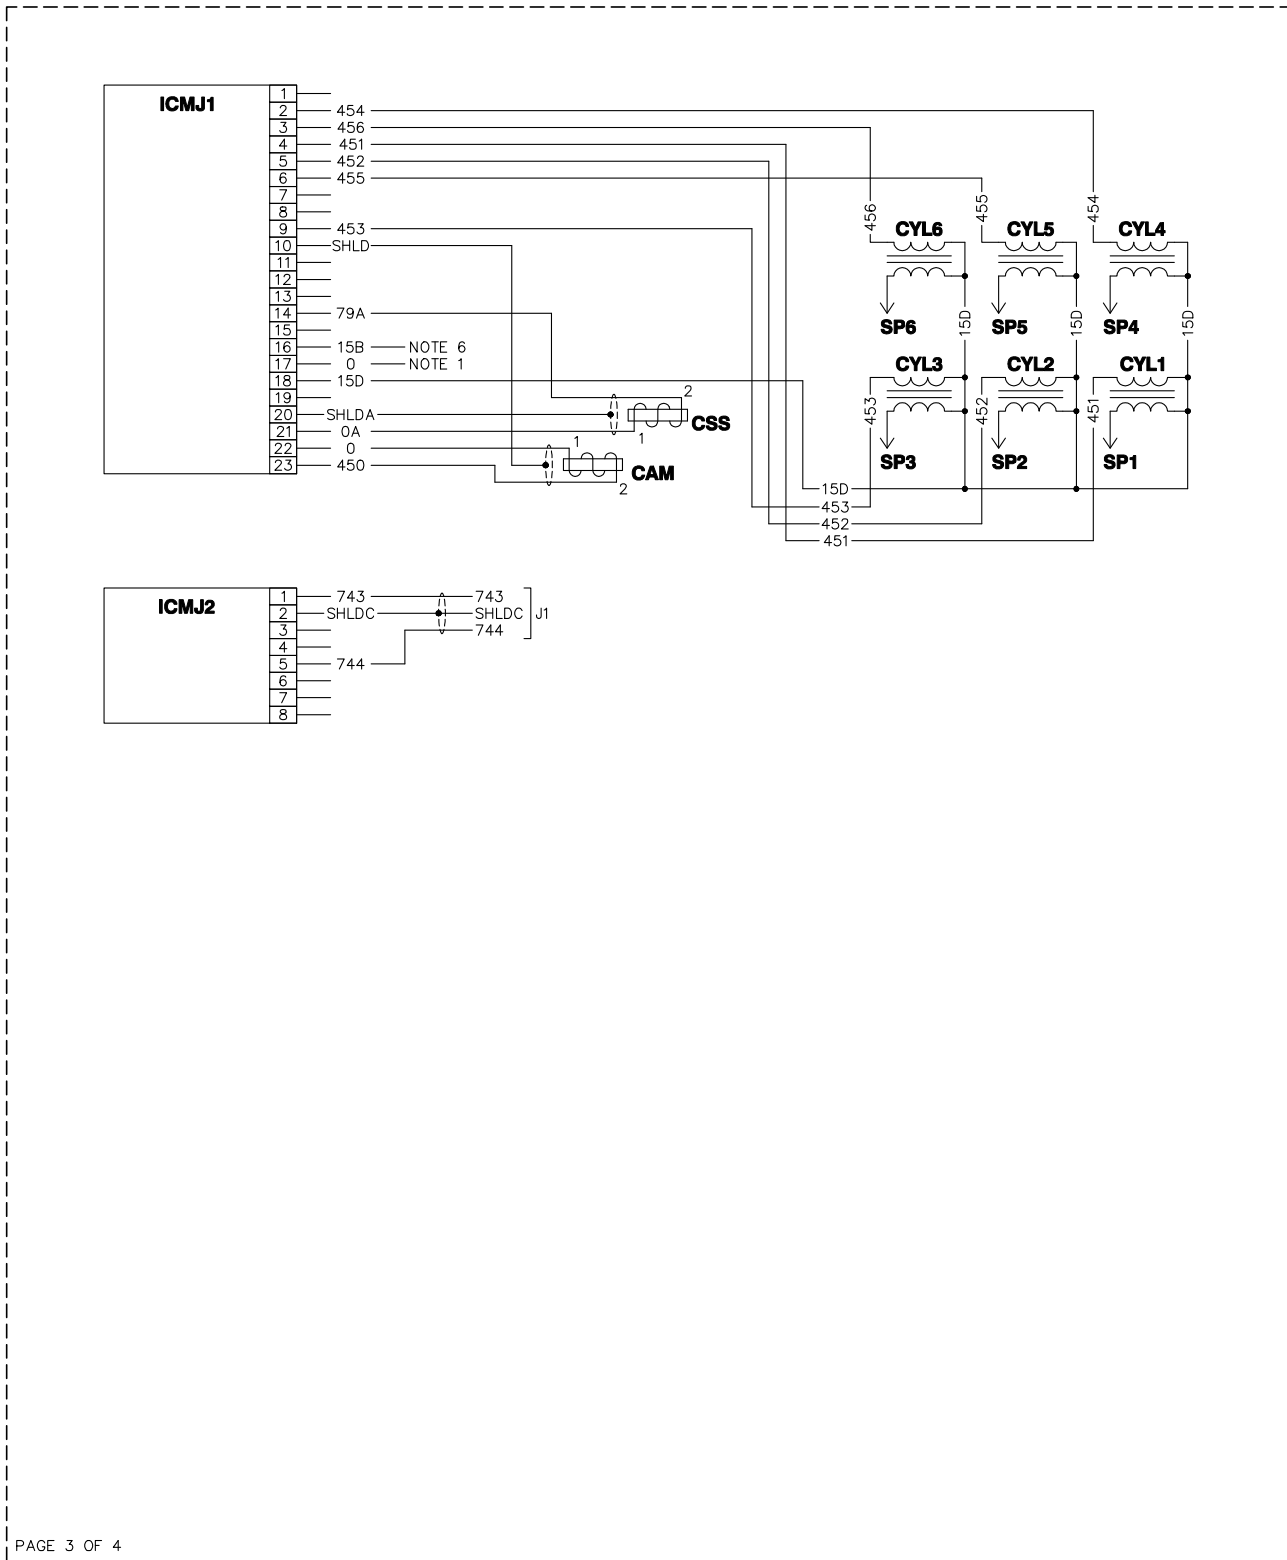 ICMJ1
1
2 454
3 456
4 451
5 452
6 455
7
8
9 453
10 SHLD
11
12
13
14 79A
15
16 15B NOTE 6
17 0 NOTE 1
18 15D
19
20 SHLDA
21 0A
22 0
23 450
456 455 454
CYL6 CYL5 CYL4
SP6 SP5 SP4
15D 15D 15D
CYL3 CYL2 CYL1
453 452 451
SP3 SP2 SP1
2
CSS
1
1
CAM
2
15D
453
452
451
ICMJ2
1 743 743
2 SHLDC SHLDC J1
3 744
4
5 744
6
7
8
PAGE 3 OF 4